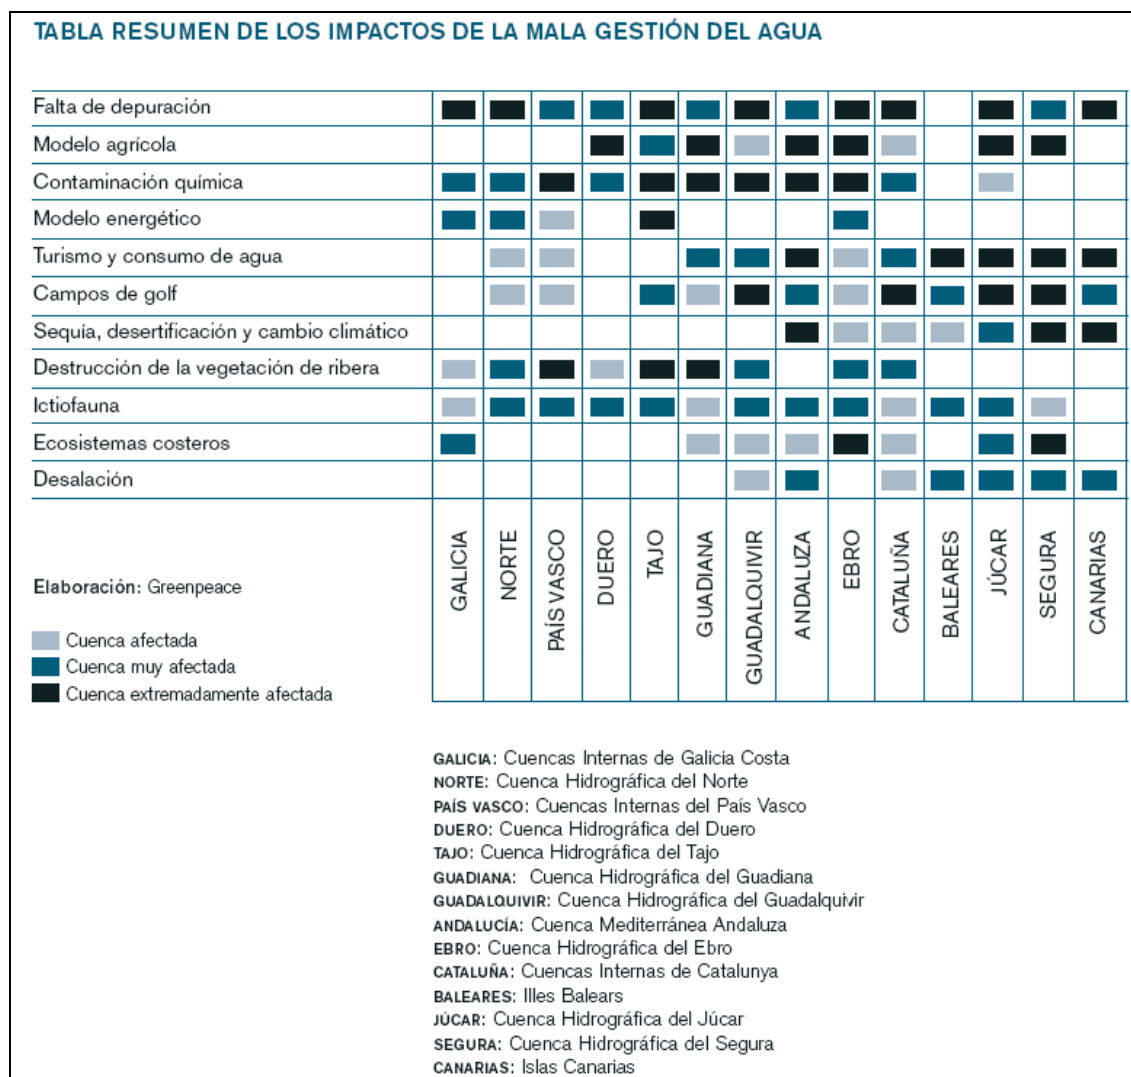 TABLA RESUMEN DE LOS IMPACTOS DE LA MALA GESTIÓN DEL AGUA
Falta de depuración
Modelo agrícola
Contaminación química
Modelo energético
Turismo y consumo de agua
Campos de golf
Sequía, desertificación y cambio climático
Destrucción de la vegetación de ribera
Ictiofauna
Ecosistemas costeros
Desalación
GALICIA
NORTE
PAÍS VASCO
DUERO
TAJO
GUADIANA
GUADALQUIVIR
ANDALUZA
EBRO
CATALUÑA
BALEARES
JÚCAR
SEGURA
CANARIAS
Elaboración: Greenpeace
Cuenca afectada
Cuenca muy afectada
Cuenca extremadamente afectada
GALICIA: Cuencas Internas de Galicia Costa
NORTE: Cuenca Hidrográfica del Norte
PAÍS VASCO: Cuencas Internas del País Vasco
DUERO: Cuenca Hidrográfica del Duero
TAJO: Cuenca Hidrográfica del Tajo
GUADIANA: Cuenca Hidrográfica del Guadiana
GUADALQUIVIR: Cuenca Hidrográfica del Guadalquivir
ANDALUCÍA: Cuenca Mediterránea Andaluza
EBRO: Cuenca Hidrográfica del Ebro
CATALUÑA: Cuencas Internas de Catalunya
BALEARES: Illes Balears
JÚCAR: Cuenca Hidrográfica del Júcar
SEGURA: Cuenca Hidrográfica del Segura
CANARIAS: Islas Canarias